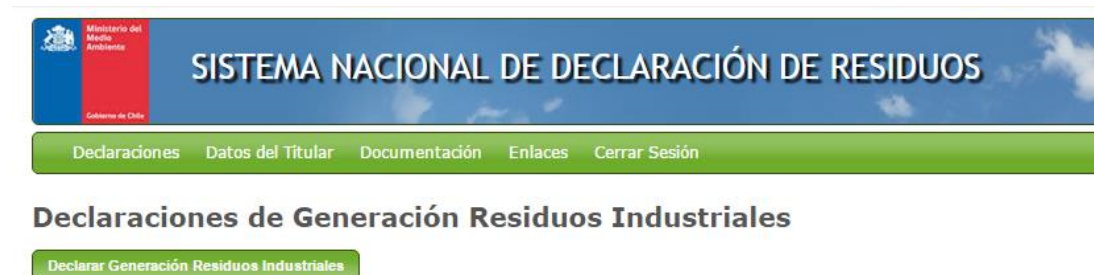 Ministerio del
Medio
Ambiente
Gobierno de Chile
SISTEMA NACIONAL DE DECLARACIÓN DE RESIDUOS
Declaraciones Datos del Titular Documentación Enlaces Cerrar Sesión
Declaraciones de Generación Residuos Industriales
Declarar Generación Residuos Industriales